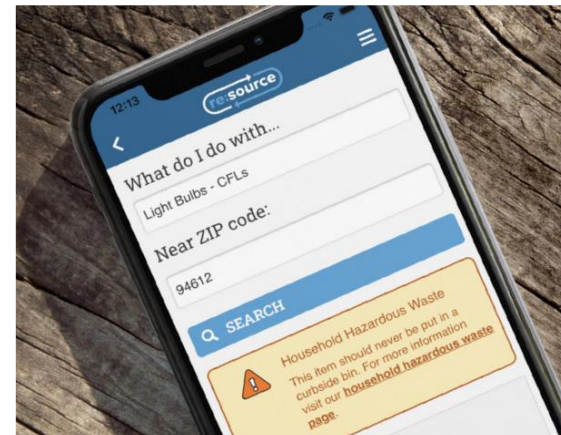 12:13
re:source
What do I do with...
Light Bulbs - CFLs
Near ZIP code:
94612
SEARCH
Household Hazardous Waste
This item should never be put in a
curbside bin. For more information
visit our household hazardous waste
page.